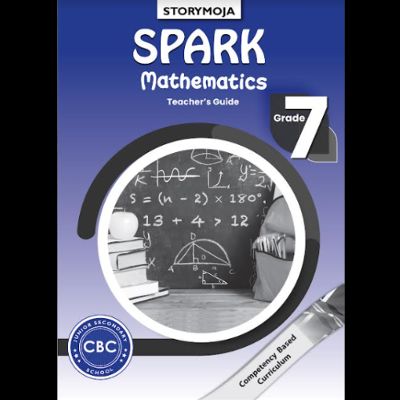 STORYMOJA
SPARK
Mathematics
Teacher's Guide
Grade
7
S = (n - 2) × 180°.
13 + 4 > 12
D
A
B
C
JUNIOR SECONDARY
CBC
SCHOOL
Competency Based
Curriculum